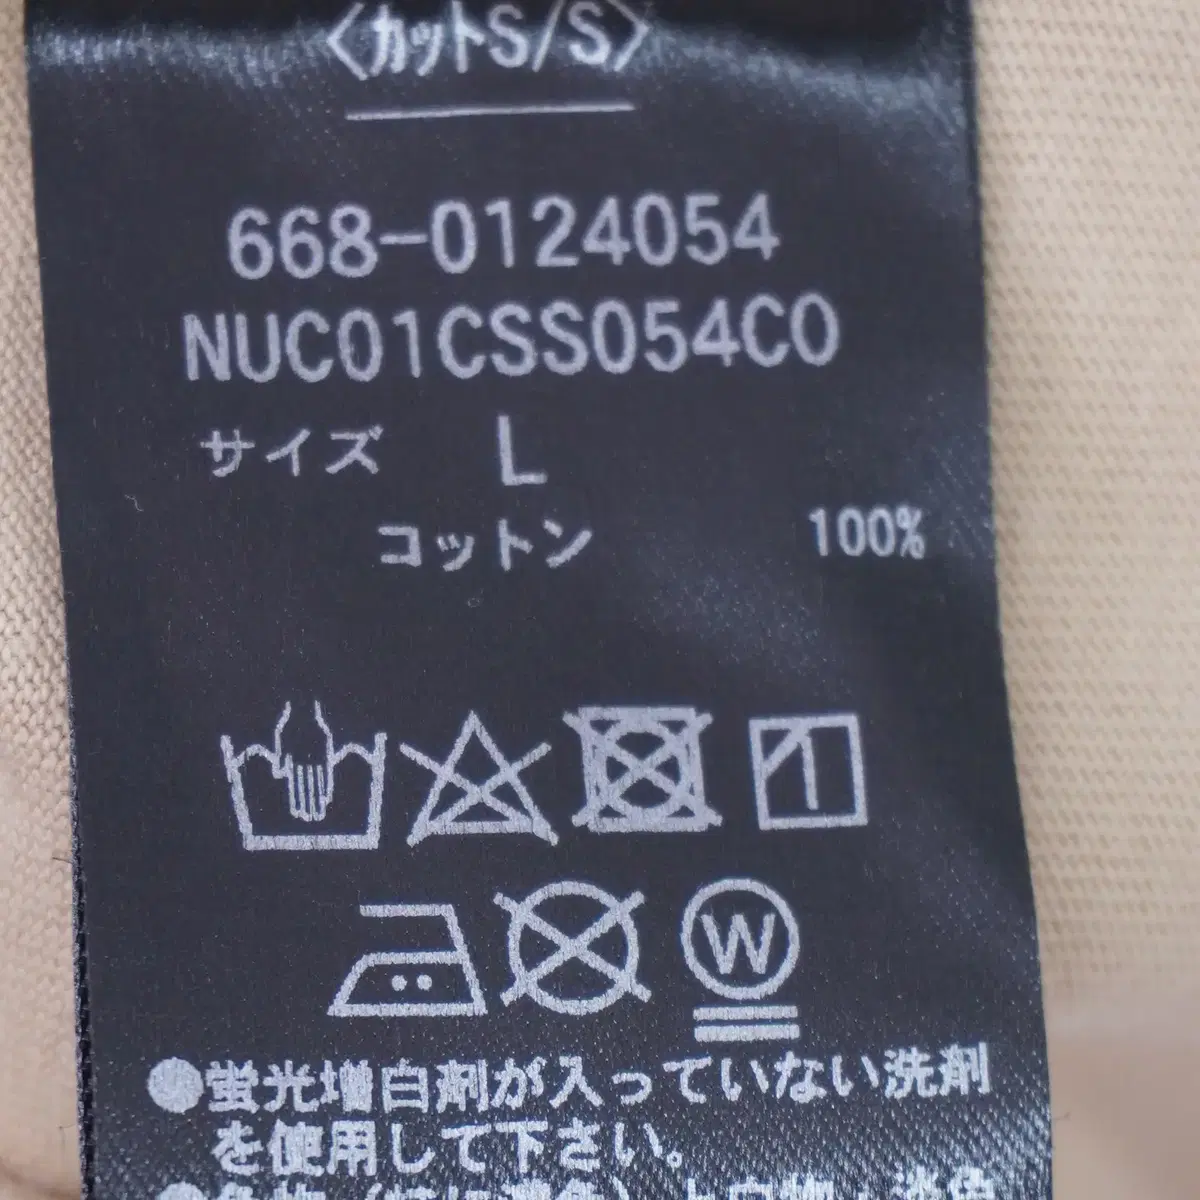 〈カットS/S〉
668-0124054
NUC01CSS054CO
サイズ L
コットン 100%
W
●蛍光増白剤が入っていない洗剤
を使用して下さい。